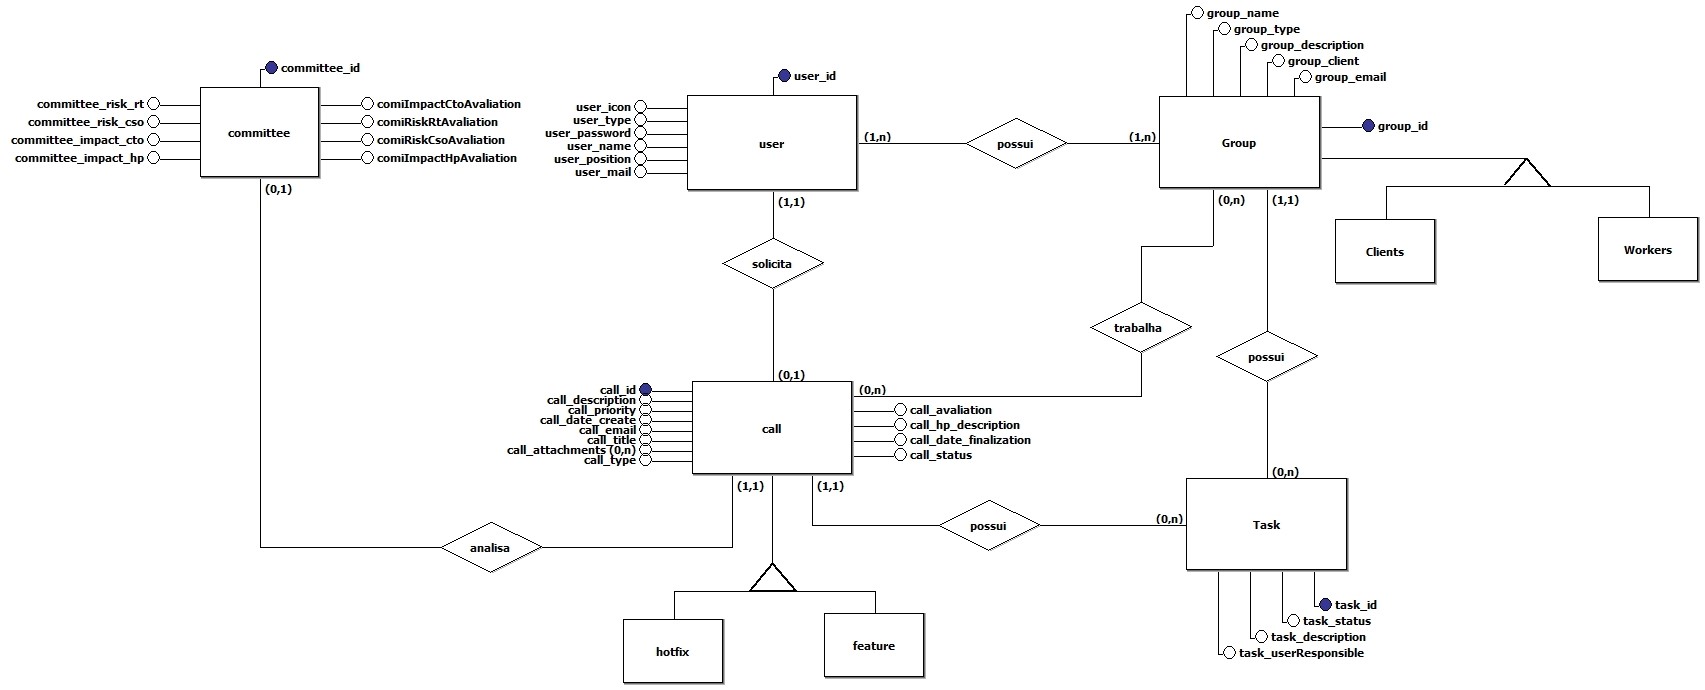 group_name
group_type
group_description
group_client
group_email
committee_id
user_id
committee_risk_rt
committee_risk_cso
committee_impact_cto
committee_impact_hp
committee
comiImpactCtoAvaliation
comiRiskRtAvaliation
comiRiskCsoAvaliation
comiImpactHpAvaliation
user_icon
user_type
user_password
user_name
user_position
user_mail
user
(1,n)
possui
(1,n)
Group
group_id
(0,1)
(1,1)
(0,n)
(1,1)
Clients
Workers
solicita
trabalha
possui
(0,1)
call_id
call_description
call_priority
call_date_create
call_email
call_title
call_attachments (0,n)
call_type
call
(0,n)
call_avaliation
call_hp_description
call_date_finalization
call_status
(1,1)
(1,1)
(0,n)
analisa
possui
(0,n)
Task
hotfix
feature
task_id
task_status
task_description
task_userResponsible